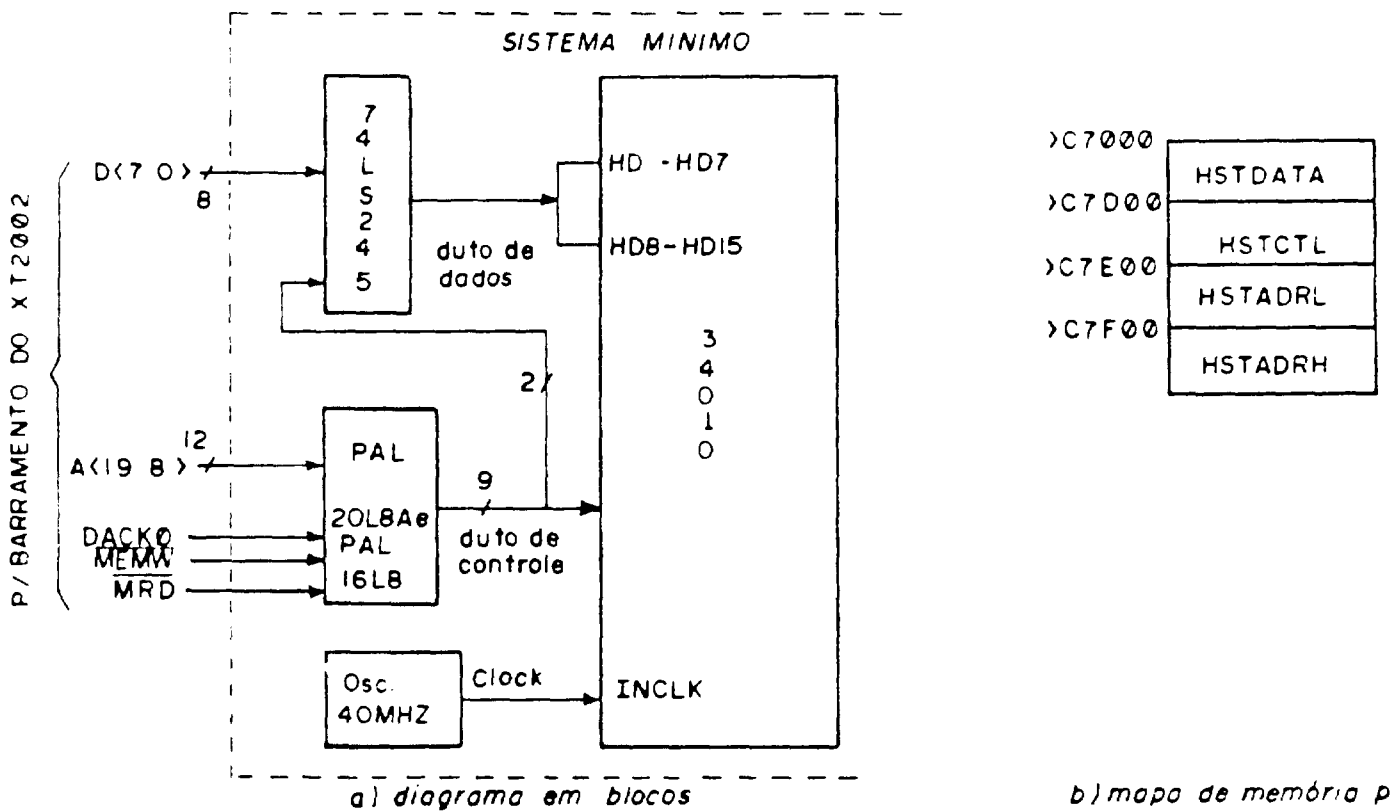 SISTEMA MINIMO
P/BARRAMENTO DO XT2002
D<7 0>
8
7
4
L
S
2
4
5
duto de
dados
HD -HD7
HD8-HD15
3
4
0
1
0
2
A<19 8>
12
DACK0
MEMW
MRD
PAL
20L8Ae
PAL
16L8
9
duto de
controle
Osc.
40MHZ
Clock
INCLK
a) diagrama em blocos
>C7000
HSTDATA
>C7D00
HSTCTL
>C7E00
HSTADRL
>C7F00
HSTADRH
b) mapa de memória p